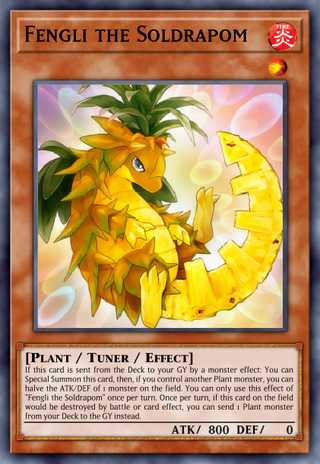 Fengli the Soldrapom
FIRE
炎
[Plant / Tuner / Effect]
If this card is sent from the Deck to your GY by a monster effect: You can
Special Summon this card, then, if you control another Plant monster, you can
halve the ATK/DEF of 1 monster on the field. You can only use this effect of
"Fengli the Soldrapom" once per turn. Once per turn, if this card on the field
would be destroyed by battle or card effect, you can send 1 Plant monster
from your Deck to the GY instead.
ATK/ 800 DEF/ 0